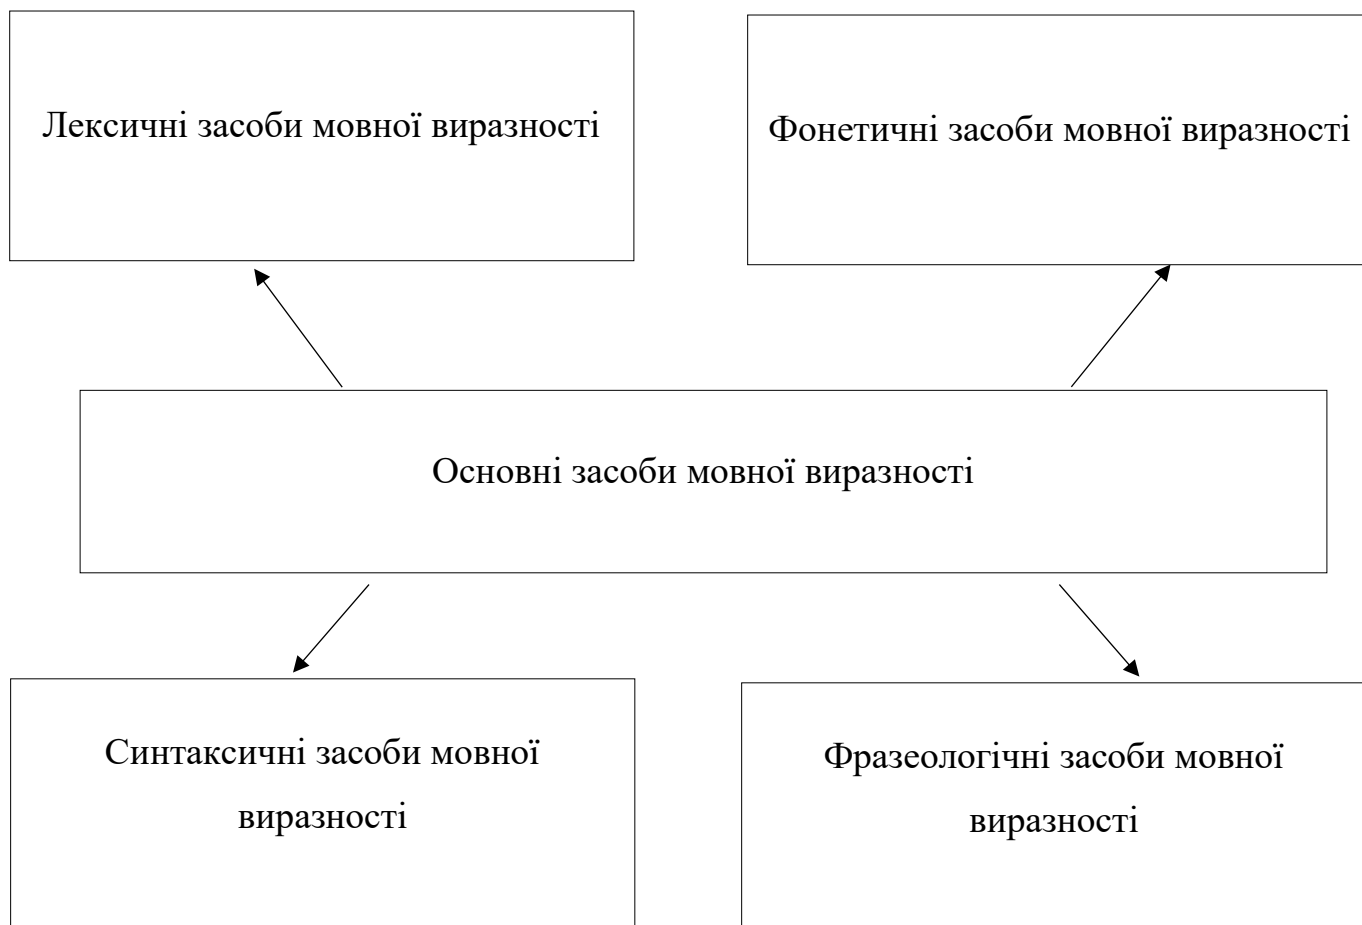 Лексичні засоби мовної виразності
Фонетичні засоби мовної виразності
Основні засоби мовної виразності
Синтаксичні засоби мовної
виразності
Фразеологічні засоби мовної
виразності